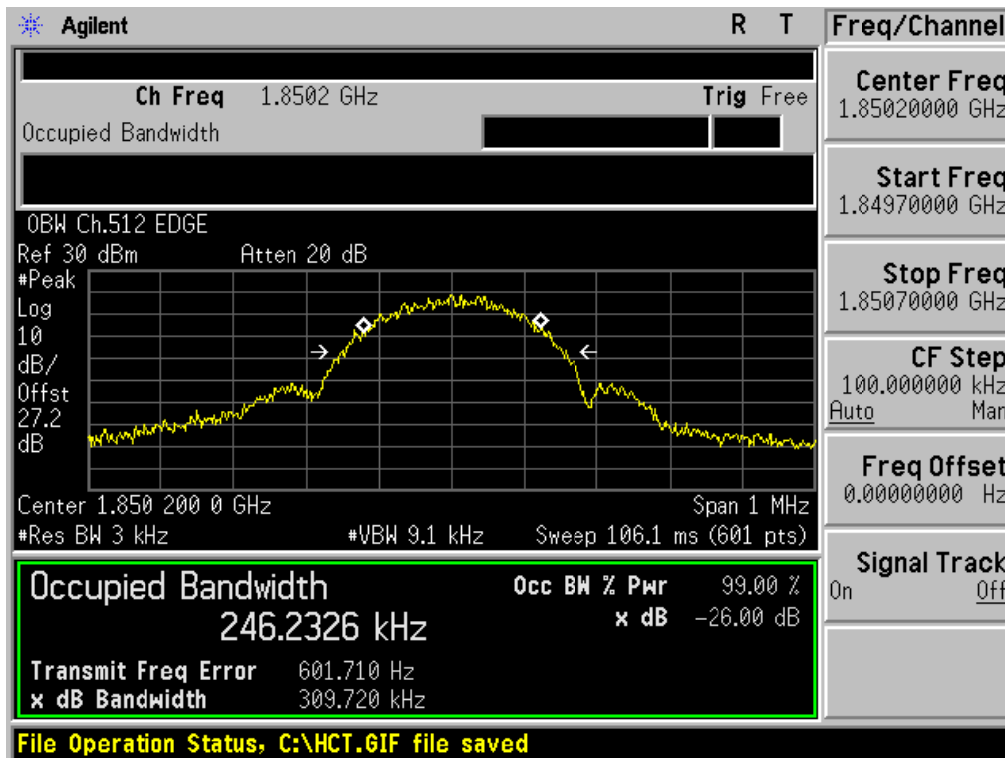 Agilent R T
Freq/Channel
Ch Freq 1.8502 GHz Trig Free
Occupied Bandwidth
Center Freq
1.85020000 GHz
Start Freq
1.84970000 GHz
Stop Freq
1.85070000 GHz
CF Step
100.000000 kHz
Auto Man
Freq Offset
0.00000000 Hz
Signal Track
On Off
OBW Ch.512 EDGE
Ref 30 dBm Atten 20 dB
#Peak
Log
10
dB/
Offst
27.2
dB
Center 1.850 200 0 GHz Span 1 MHz
#Res BW 3 kHz #VBW 9.1 kHz Sweep 106.1 ms (601 pts)
Occupied Bandwidth Occ BW % Pwr 99.00 %
246.2326 kHz x dB -26.00 dB
Transmit Freq Error 601.710 Hz
x dB Bandwidth 309.720 kHz
File Operation Status, C:\HCT.GIF file saved